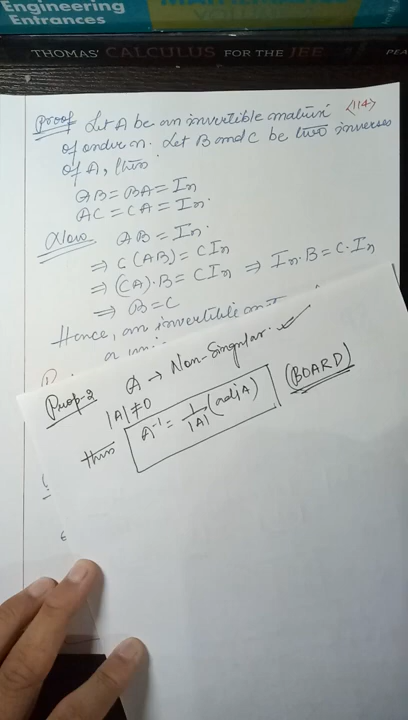 Engineering
Entrances
THOMAS' CALCULUS FOR THE JEE
PEA
Proof Let A be an invertible matrix <114>
of order n. Let B and C be two inverses
of A, then
AB = BA = In
AC = CA = In.
Now AB = In.
⇒ C(AB) = CIn
⇒ (CA)·B = CIn ⇒ In·B = C·In
⇒ B = C
Hence, an invertible
Prop-2 A → Non-Singular. ✓
|A| ≠ 0
then A⁻¹ = 1/|A| (adj A) (BOARD)